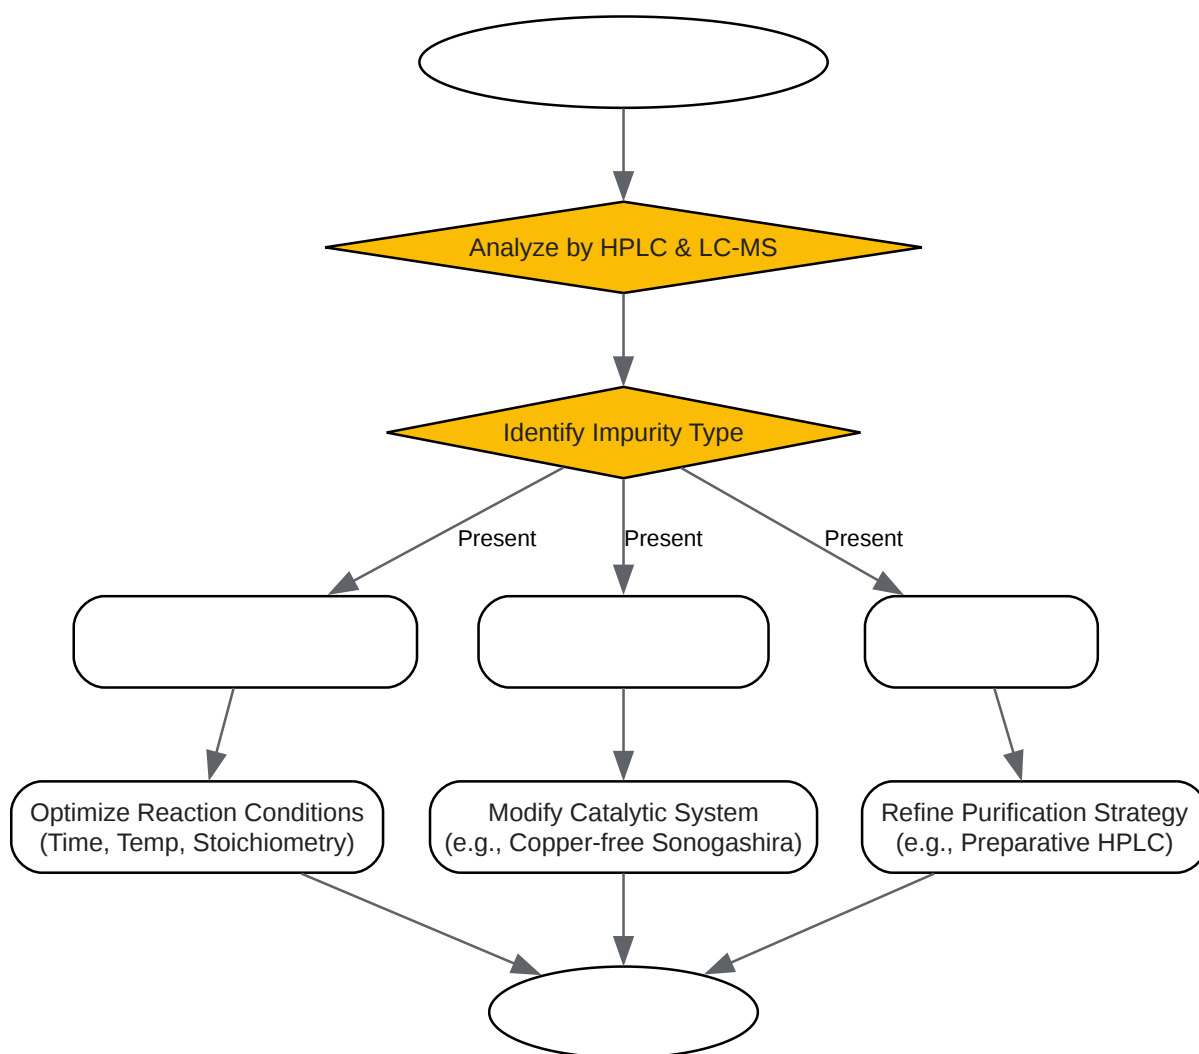 Analyze by HPLC & LC-MS
Identify Impurity Type
Present
Present
Present
Optimize Reaction Conditions
(Time, Temp, Stoichiometry)
Modify Catalytic System
(e.g., Copper-free Sonogashira)
Refine Purification Strategy
(e.g., Preparative HPLC)